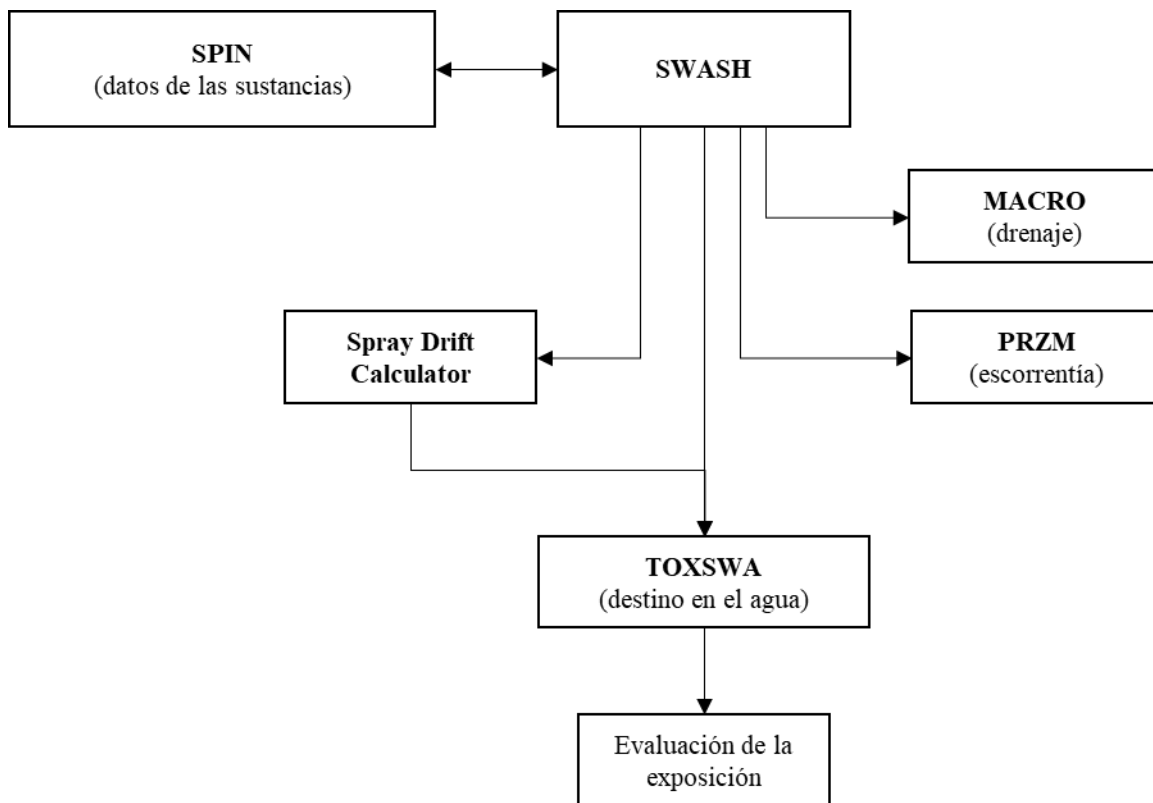 SPIN
(datos de las sustancias)
SWASH
MACRO
(drenaje)
Spray Drift
Calculator
PRZM
(escorrentía)
TOXSWA
(destino en el agua)
Evaluación de la
exposición